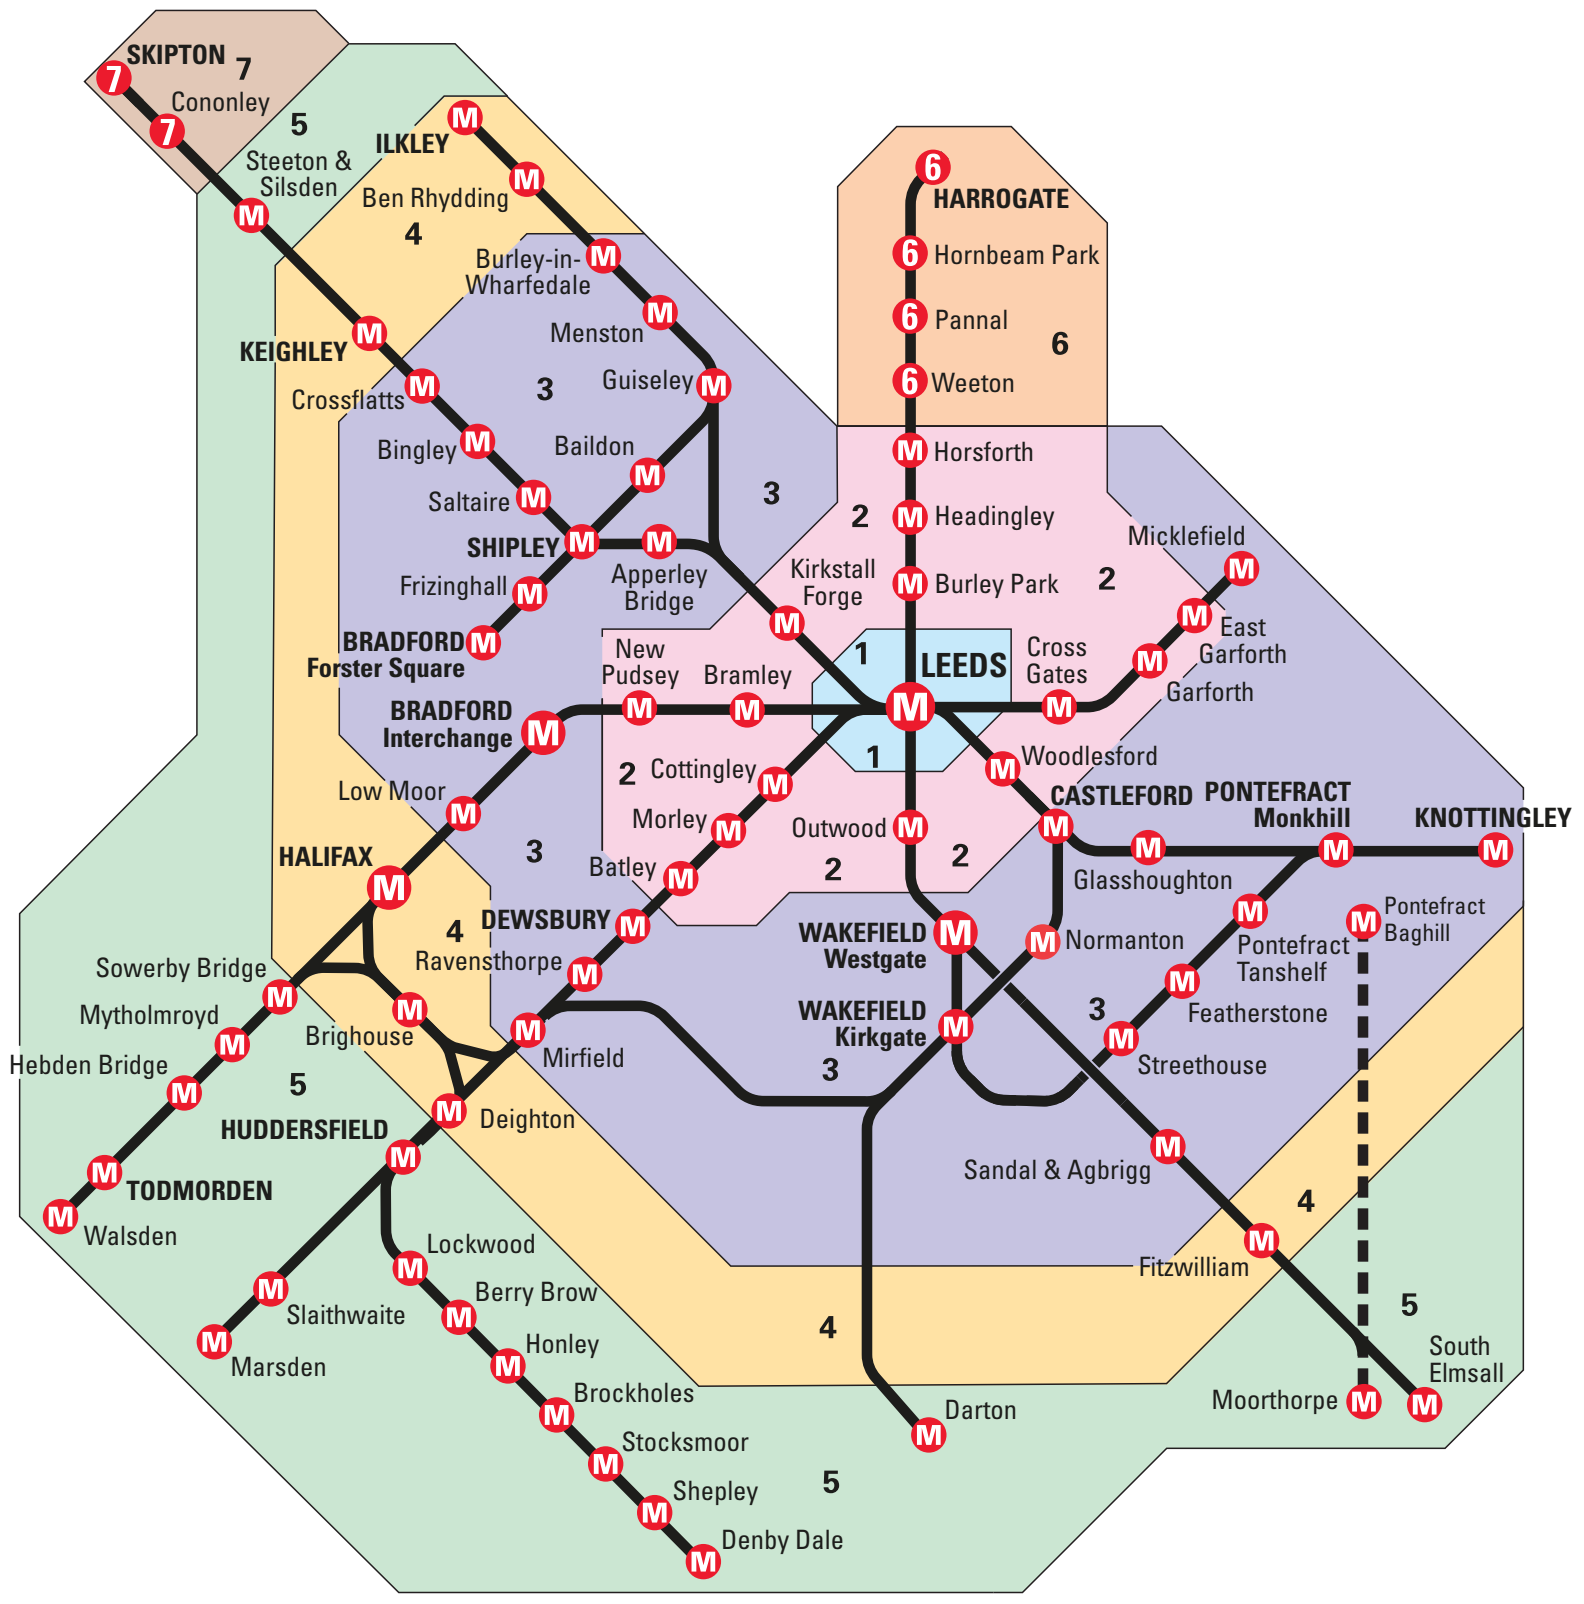 SKIPTON
7
7
Cononley
7
5
Steeton &
Silsden
M
ILKLEY
M
Ben Rhydding
M
4
Burley-in-
Wharfedale
M
Menston
M
Guiseley
M
3
Baildon
M
3
KEIGHLEY
M
Crossflatts
M
Bingley
M
Saltaire
M
SHIPLEY
M
Apperley
Bridge
M
Frizinghall
M
BRADFORD
Forster Square
M
Kirkstall
Forge
M
6
HARROGATE
6
Hornbeam Park
6
Pannal
6
6
Weeton
M
Horsforth
M
Headingley
2
M
Burley Park
2
Micklefield
M
M
East
Garforth
M
Garforth
Cross
Gates
M
1
LEEDS
M
1
New
Pudsey
M
Bramley
M
BRADFORD
Interchange
M
2
Cottingley
M
Morley
M
Batley
M
Low Moor
M
3
HALIFAX
M
4
DEWSBURY
M
Ravensthorpe
M
Mirfield
M
Outwood
M
2
2
Woodlesford
M
CASTLEFORD
M
Glasshoughton
M
PONTEFRACT
Monkhill
M
KNOTTINGLEY
M
Pontefract
Baghill
M
Pontefract
Tanshelf
M
Featherstone
M
Streethouse
M
3
Normanton
M
WAKEFIELD
Westgate
M
WAKEFIELD
Kirkgate
M
3
Sowerby Bridge
M
Mytholmroyd
M
Hebden Bridge
M
TODMORDEN
M
Walsden
M
5
Brighouse
M
Deighton
M
HUDDERSFIELD
M
Slaithwaite
M
Marsden
M
Lockwood
M
Berry Brow
M
Honley
M
Brockholes
M
Stocksmoor
M
Shepley
M
Denby Dale
M
Sandal & Agbrigg
M
Fitzwilliam
M
4
4
5
South
Elmsall
M
Moorthorpe
M
Darton
M
5